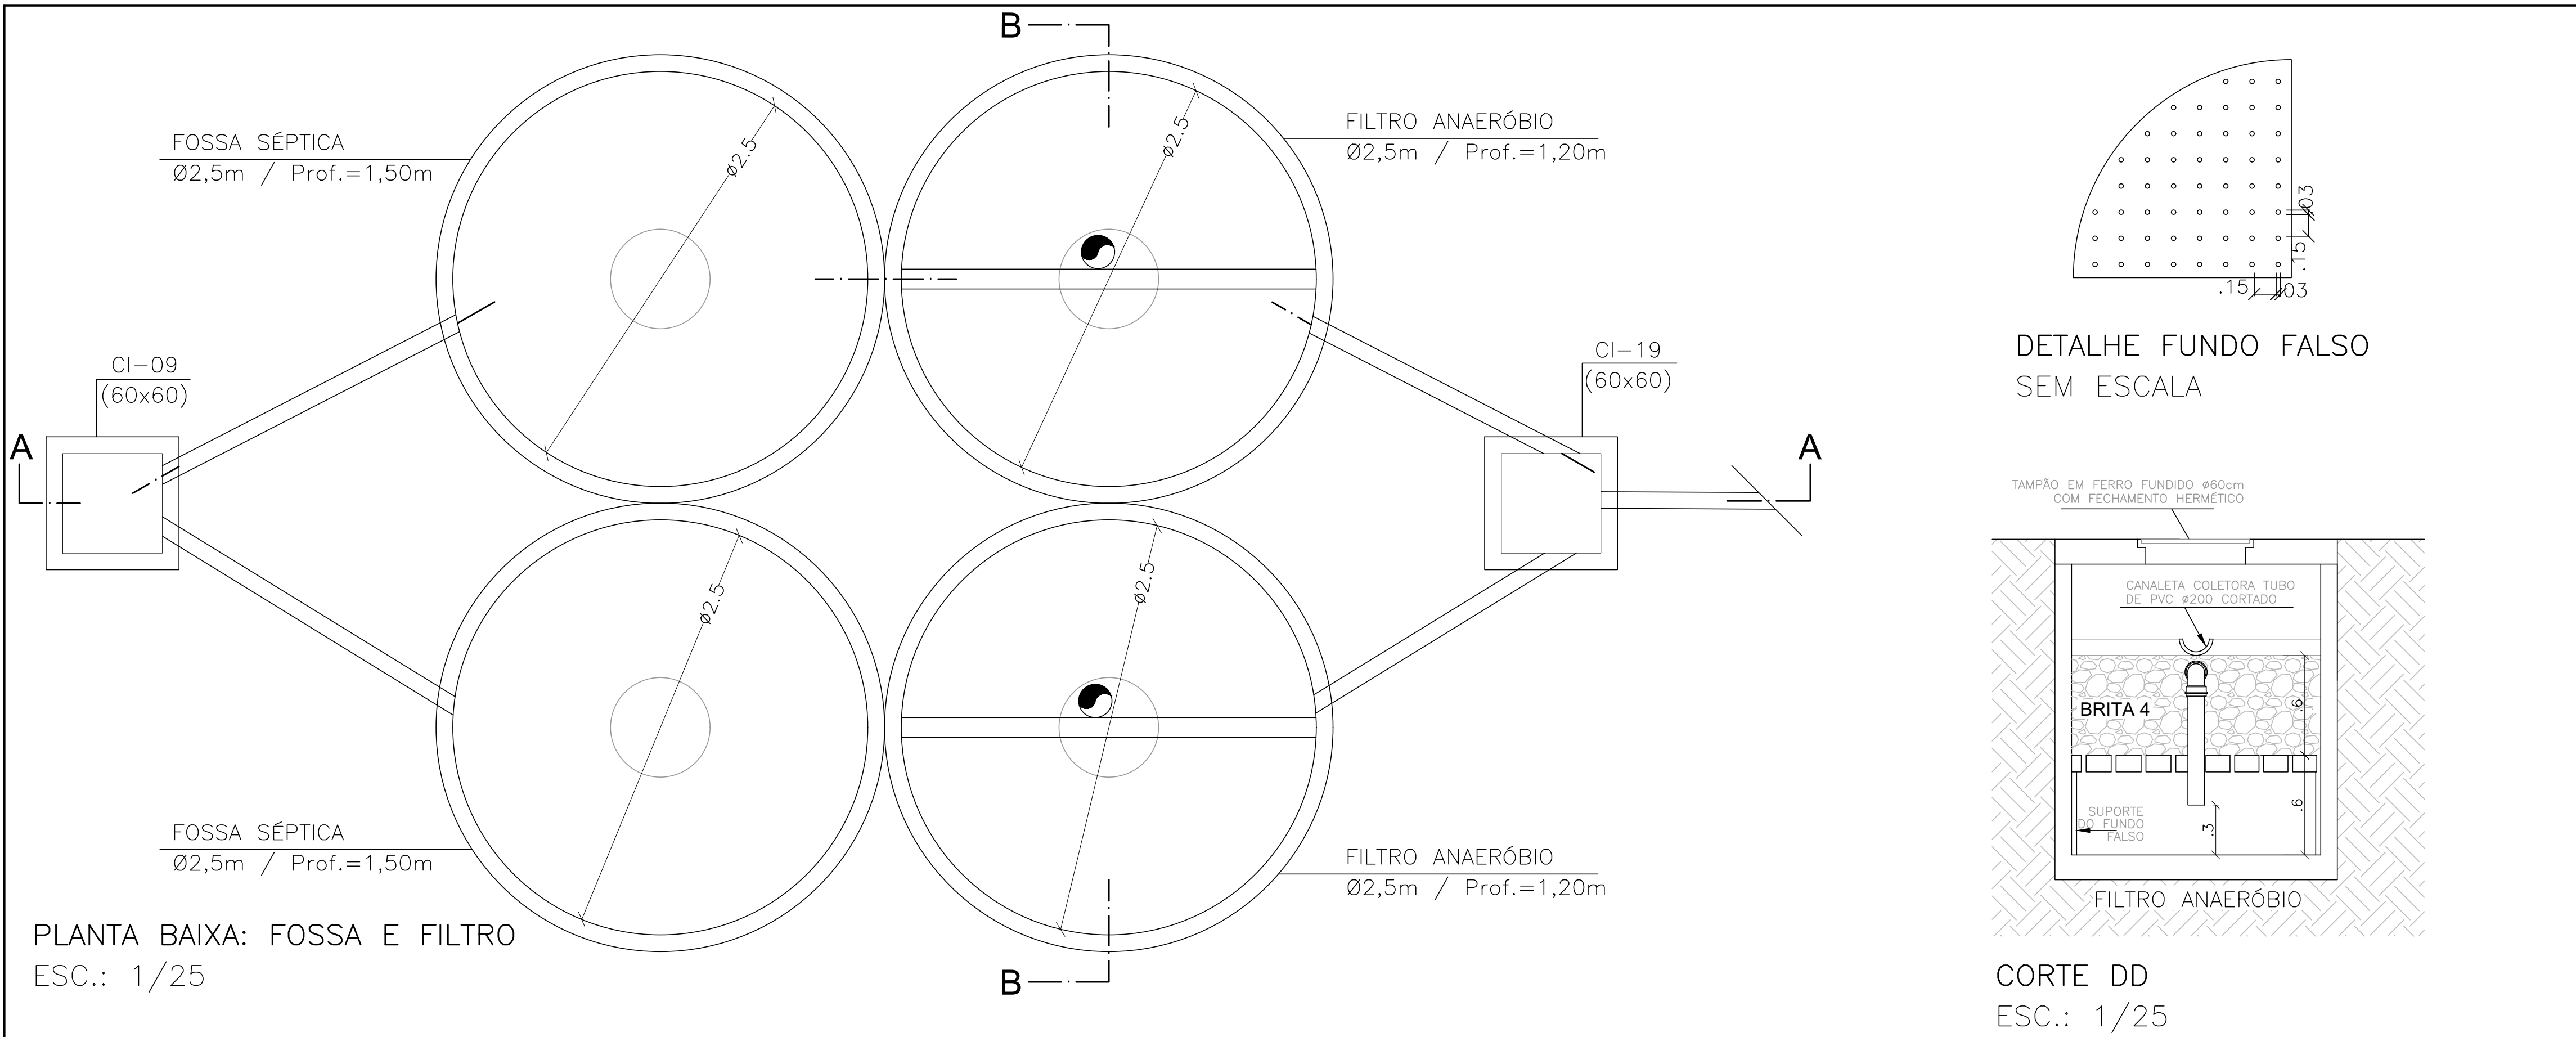 B
FOSSA SÉPTICA
Ø2,5m / Prof.=1,50m
ø2.5
ø2.5
FILTRO ANAERÓBIO
Ø2,5m / Prof.=1,20m
CI-09
(60x60)
CI-19
(60x60)
A
A
ø2.5
ø2.5
FOSSA SÉPTICA
Ø2,5m / Prof.=1,50m
FILTRO ANAERÓBIO
Ø2,5m / Prof.=1,20m
B
PLANTA BAIXA: FOSSA E FILTRO
ESC.: 1/25
.03
.15
.15
.03
DETALHE FUNDO FALSO
SEM ESCALA
TAMPÃO EM FERRO FUNDIDO ø60cm
COM FECHAMENTO HERMÉTICO
CANALETA COLETORA TUBO
DE PVC ø200 CORTADO
BRITA 4
.6
.6
.3
SUPORTE
DO FUNDO
FALSO
FILTRO ANAERÓBIO
CORTE DD
ESC.: 1/25